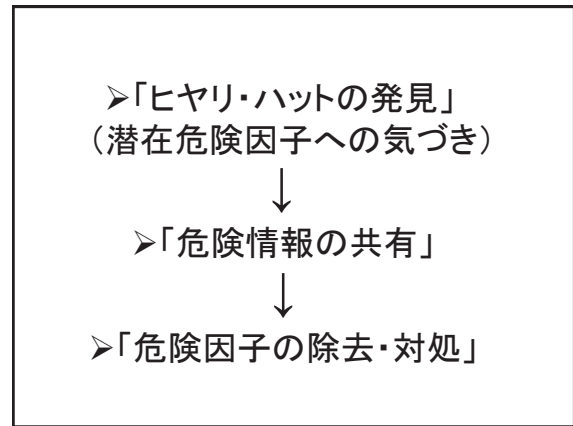 ➢「ヒヤリ・ハットの発見」
（潜在危険因子への気づき）
↓
➢「危険情報の共有」
↓
➢「危険因子の除去・対処」